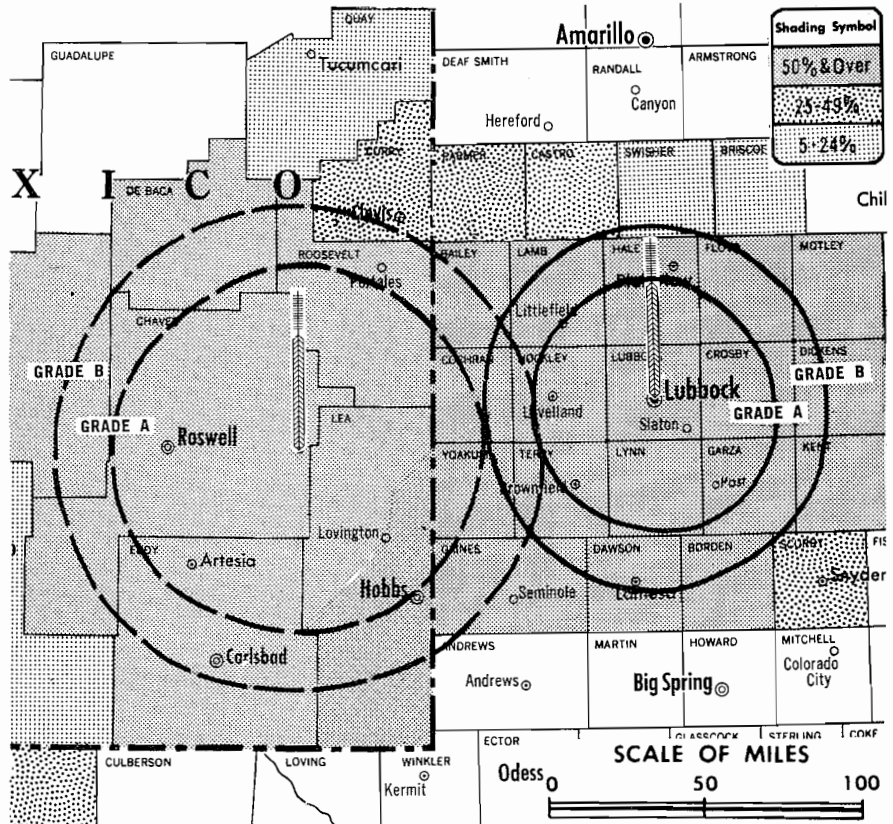 QUAY
Amarillo
Shading Symbol
GUADALUPE
Tucumcari
DEAF SMITH
RANDALL
ARMSTRONG
50% & Over
Canyon
25-49%
Hereford
5-24%
CURRY
PARMER
CASTRO
SWISHER
BRISCOE
X I C O
DE BACA
Chil
Clovis
ROOSEVELT
BAILEY
LAMB
HALE
FLOYD
MOTLEY
Portales
Littlefield
CHAVES
COCHRAN
HOCKLEY
LUBBOCK
CROSBY
DICKENS
GRADE B
GRADE B
Levelland
Lubbock
GRADE A
GRADE A
LEA
Slaton
Roswell
YOAKUM
TERRY
LYNN
GARZA
KENT
Brownfield
Post
Lovington
EDDY
GAINES
DAWSON
BORDEN
SCURRY
FIS
Artesia
Hobbs
Seminole
Lamesa
Snyder
ANDREWS
MARTIN
HOWARD
MITCHELL
Carlsbad
Colorado
City
Andrews
Big Spring
ECTOR
GLASSCOCK
STERLING
COKE
CULBERSON
LOVING
WINKLER
SCALE OF MILES
Odess
Kermit
0 50 100